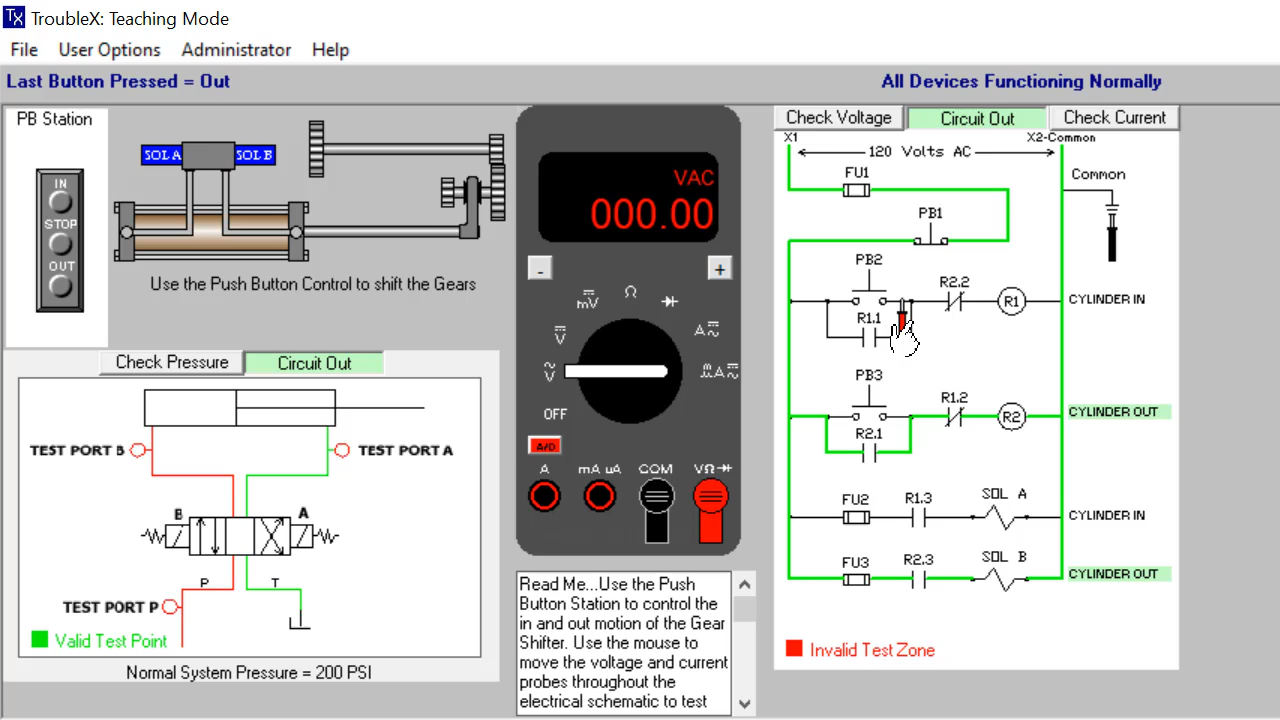 TX TroubleX: Teaching Mode
File User Options Administrator Help
Last Button Pressed = Out
All Devices Functioning Normally
PB Station
IN
STOP
OUT
SOL A
SOL B
Use the Push Button Control to shift the Gears
Check Pressure
Circuit Out
TEST PORT B
TEST PORT A
B
A
P
T
TEST PORT P
Valid Test Point
Normal System Pressure = 200 PSI
VAC
000.00
-
+
mV
Ω
V
A
mA
V
OFF
A/D
A
mA uA
COM
VΩ
Read Me...Use the Push
Button Station to control the
in and out motion of the Gear
Shifter. Use the mouse to
move the voltage and current
probes throughout the
electrical schematic to test
Check Voltage
Circuit Out
Check Current
X1
X2-Common
120 Volts AC
FU1
Common
PB1
PB2
R2.2
R1
CYLINDER IN
R1.1
PB3
R1.2
R2
CYLINDER OUT
R2.1
FU2
R1.3
SOL A
CYLINDER IN
FU3
R2.3
SOL B
CYLINDER OUT
Invalid Test Zone